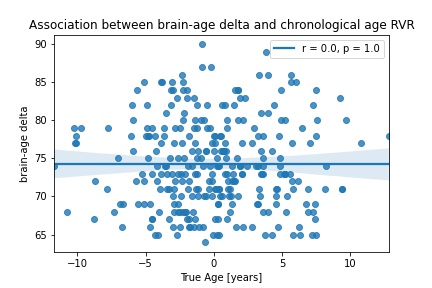 Association between brain-age delta and chronological age RVR
r = 0.0, p = 1.0
brain-age delta
90
85
80
75
70
65
−10
−5
0
5
10
True Age [years]